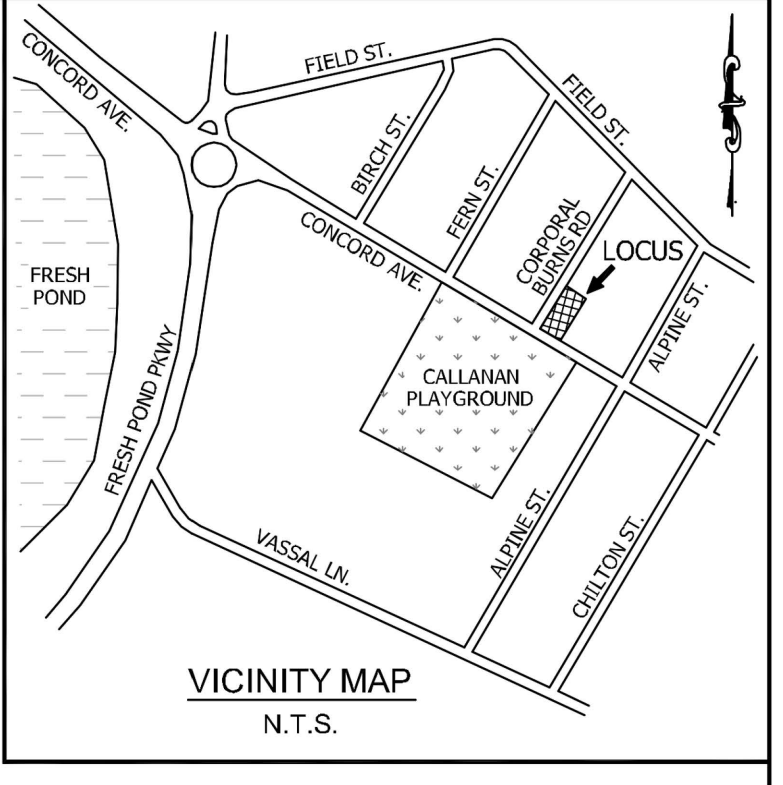 CONCORD AVE.
FIELD ST.
FIELD ST.
BIRCH ST.
FERN ST.
CORPORAL
BURNS RD
LOCUS
CONCORD AVE.
ALPINE ST.
FRESH
POND
FRESH POND PKWY
CALLANAN
PLAYGROUND
ALPINE ST.
CHILTON ST.
VASSAL LN.
VICINITY MAP
N.T.S.